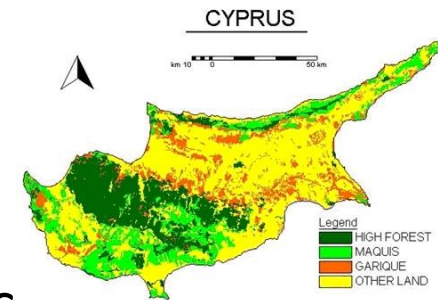 CYPRUS
km 10 0 50 km
Legend
HIGH FOREST
MAQUIS
GARIQUE
OTHER LAND